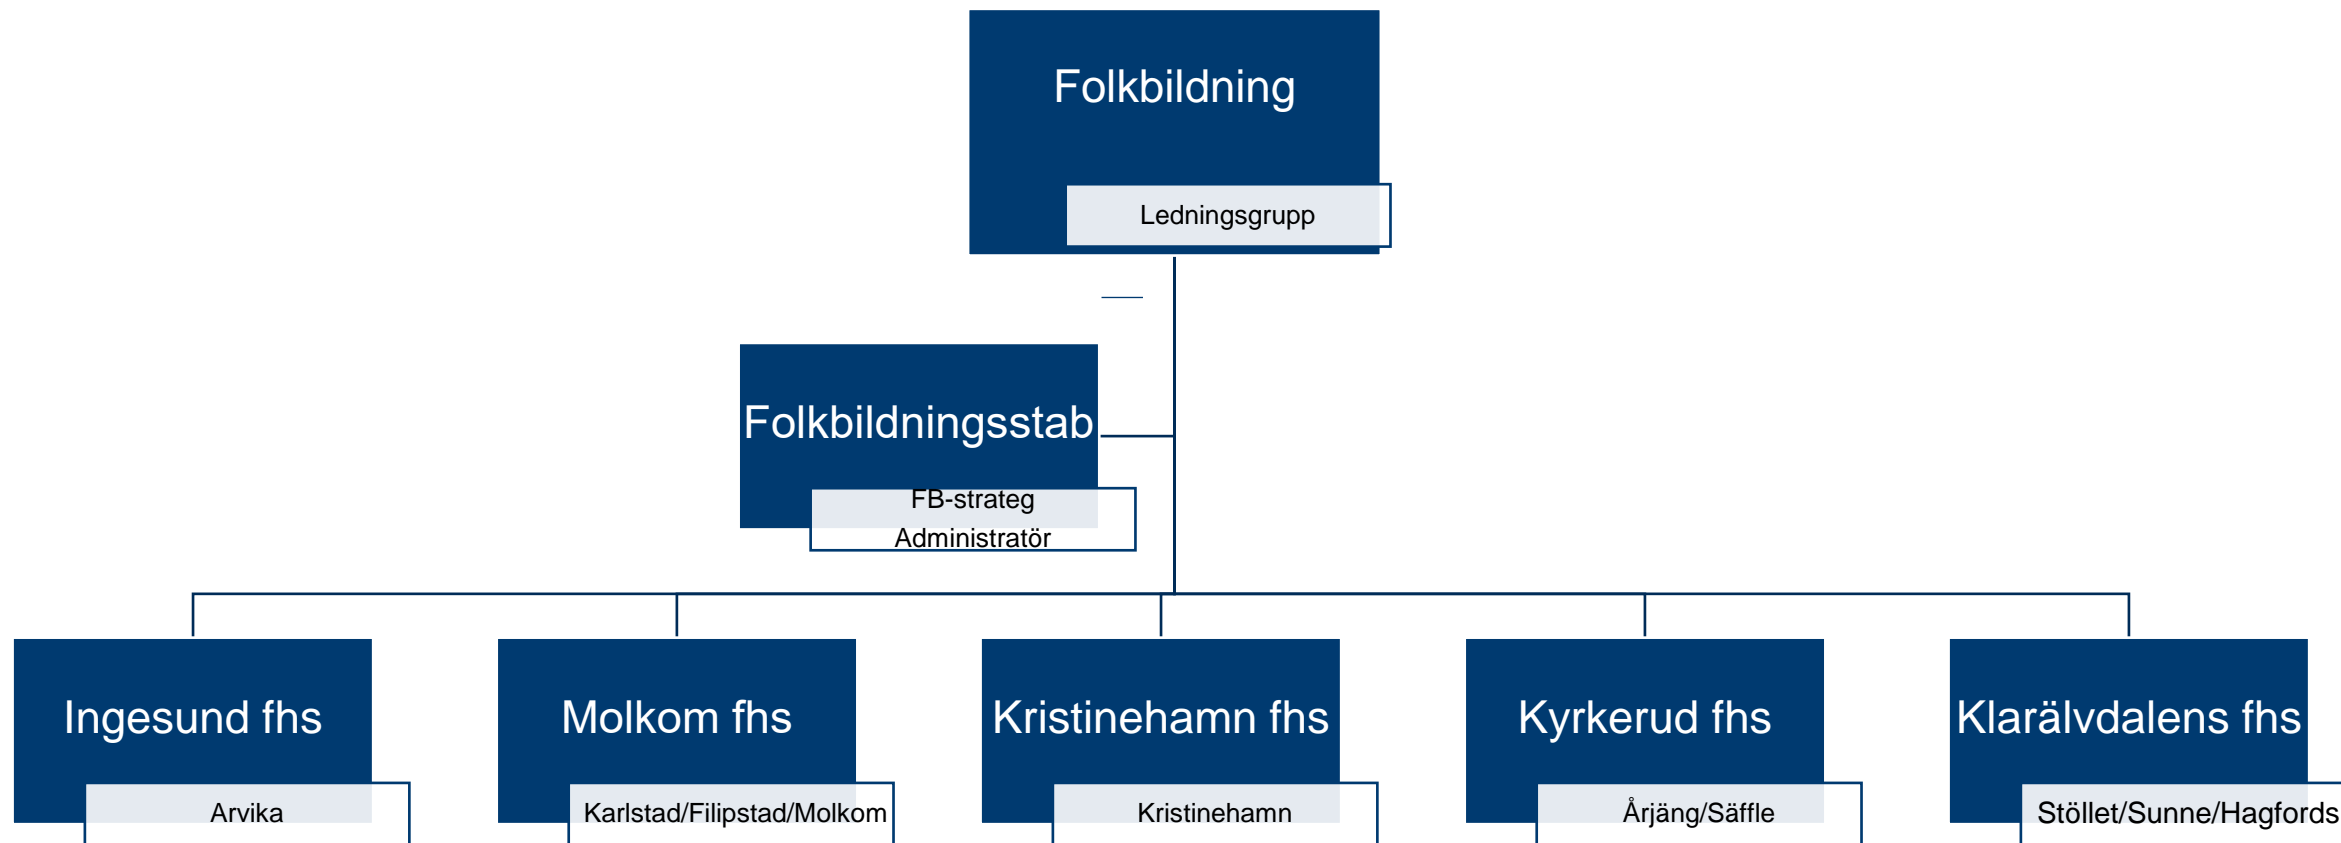 Folkbildning
Ledningsgrupp
Folkbildningsstab
FB-strateg
Administratör
Ingesund fhs
Molkom fhs
Kristinehamn fhs
Kyrkerud fhs
Klarälvdalens fhs
Arvika
Karlstad/Filipstad/Molkom
Kristinehamn
Årjäng/Säffle
Stöllet/Sunne/Hagfords